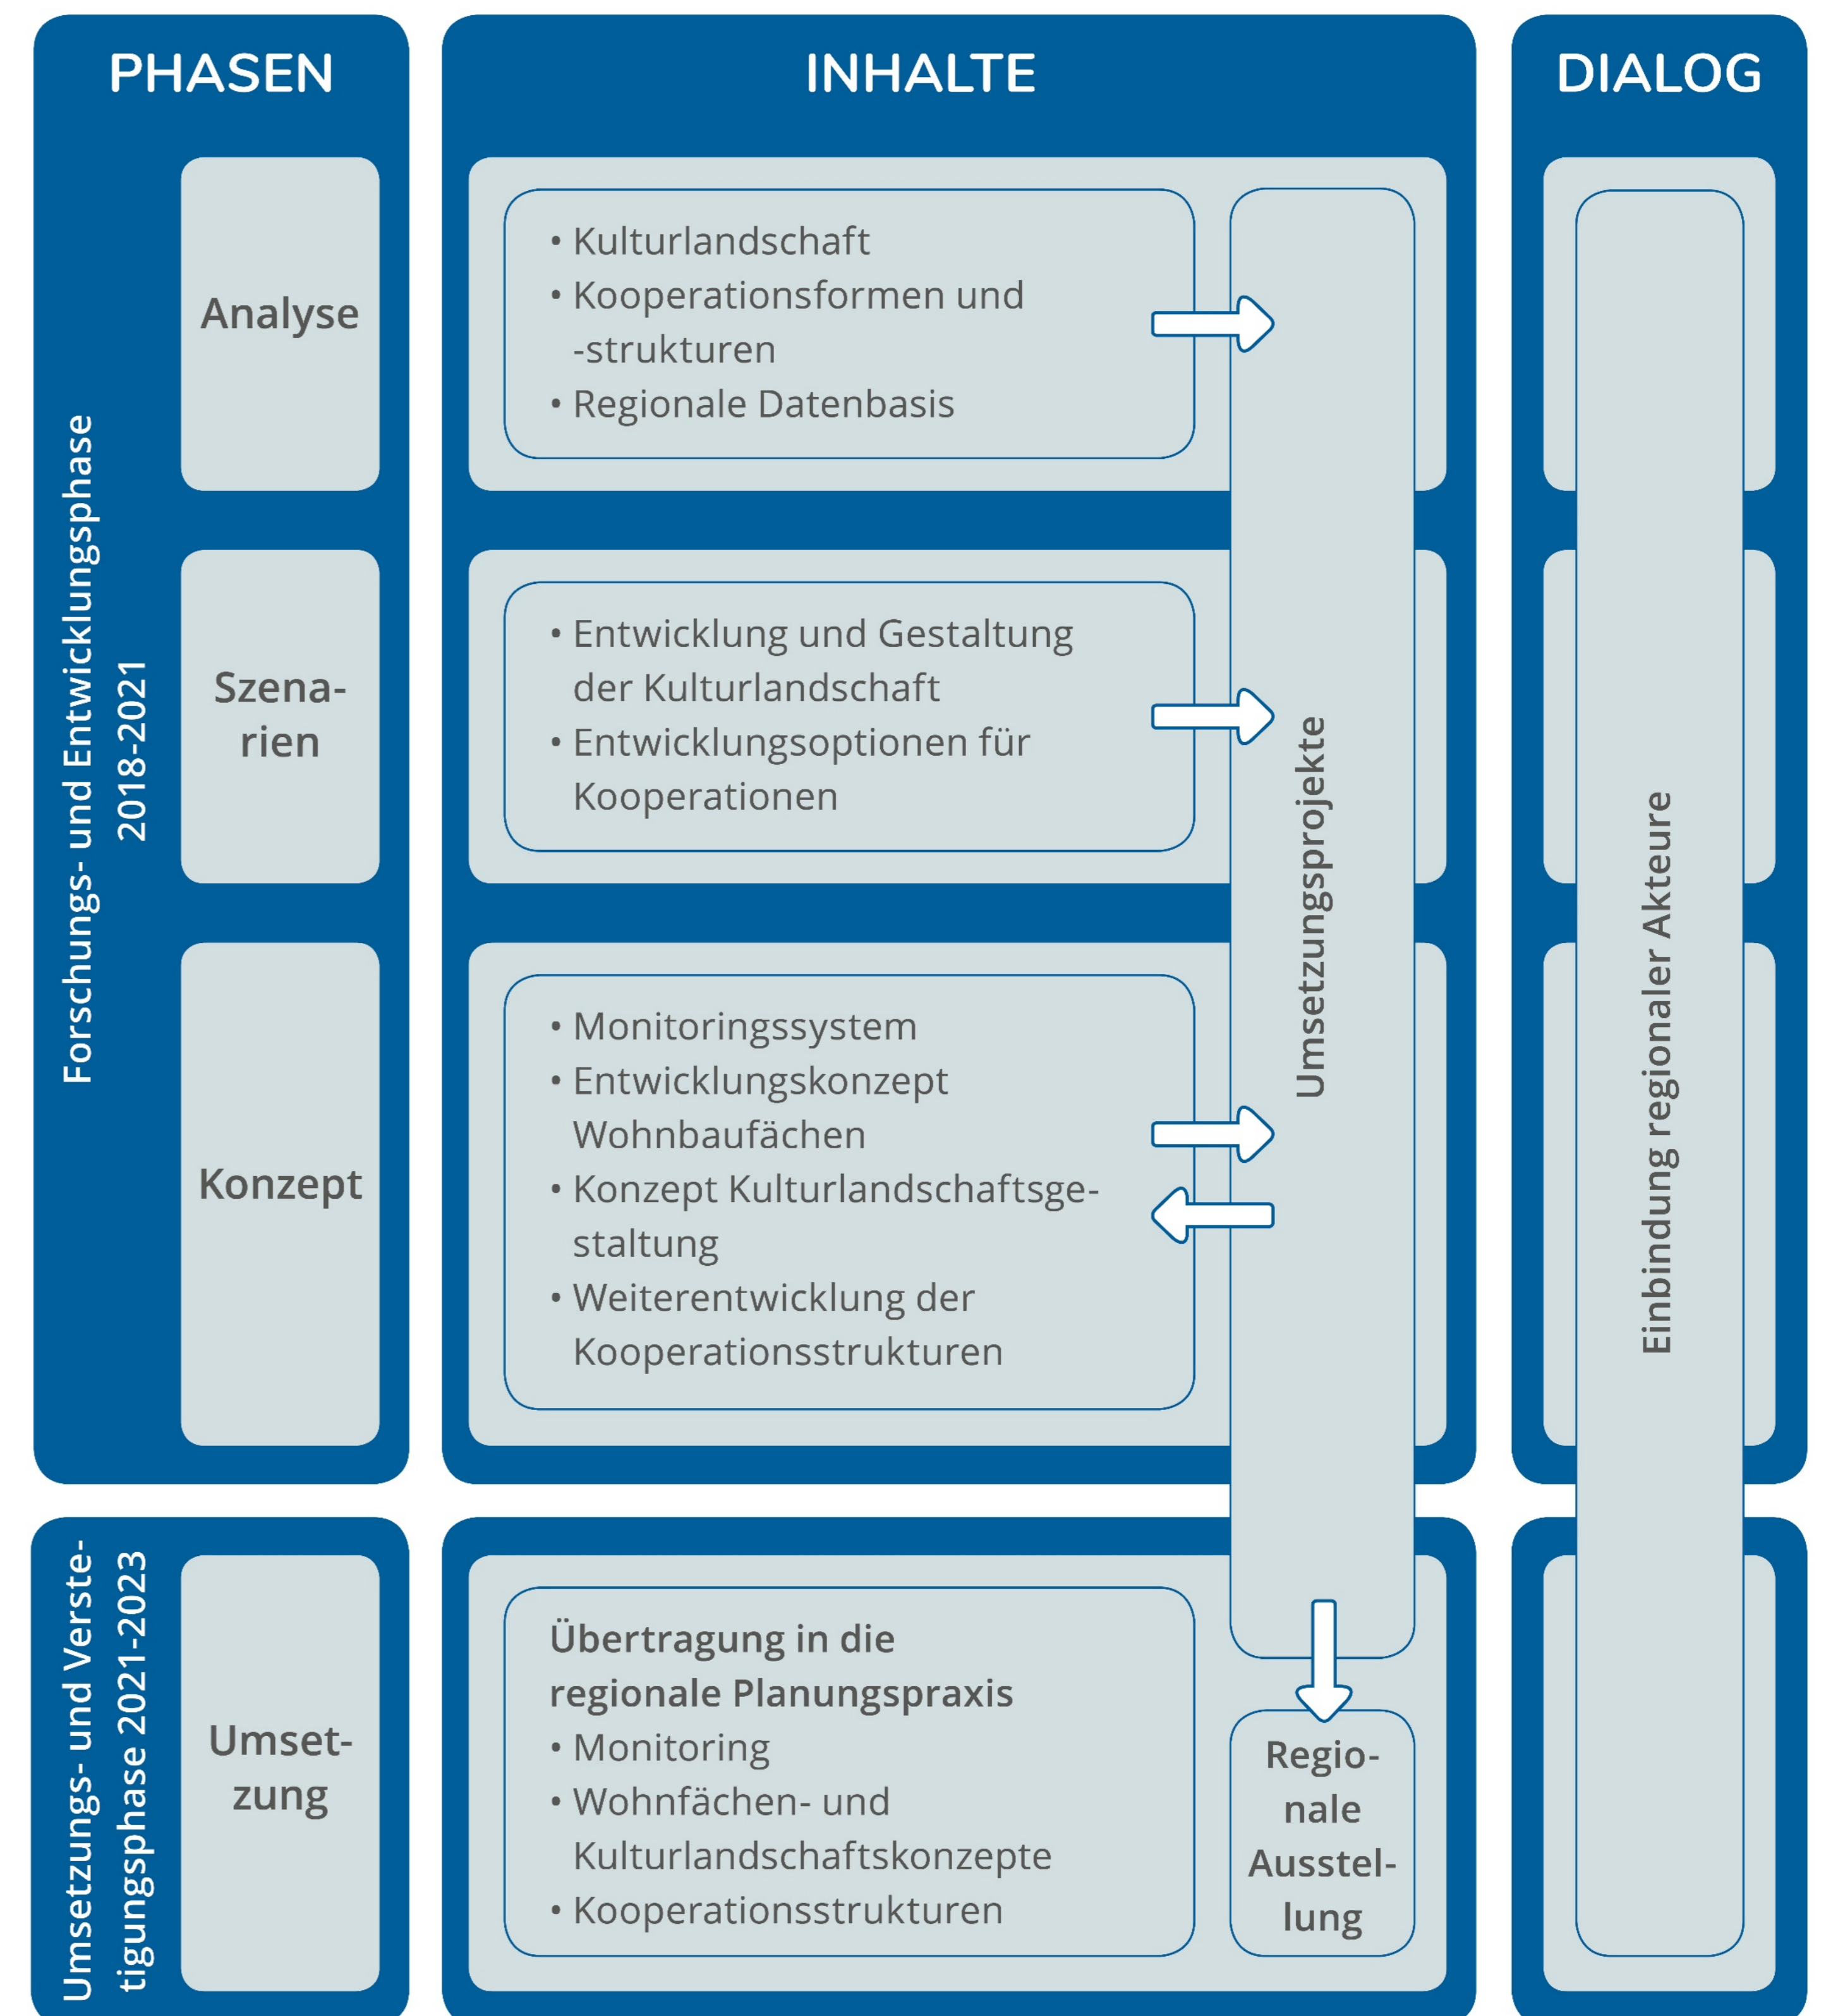 PHASEN
INHALTE
DIALOG
Forschungs- und Entwicklungsphase
2018-2021
Analyse
• Kulturlandschaft
• Kooperationsformen und
-strukturen
• Regionale Datenbasis
Szena-
rien
• Entwicklung und Gestaltung
der Kulturlandschaft
• Entwicklungsoptionen für
Kooperationen
Konzept
• Monitoringssystem
• Entwicklungskonzept
Wohnbaufächen
• Konzept Kulturlandschaftsge-
staltung
• Weiterentwicklung der
Kooperationsstrukturen
Umsetzungsprojekte
Einbindung regionaler Akteure
Umsetzungs- und Verste-
tigungsphase 2021-2023
Umset-
zung
Übertragung in die
regionale Planungspraxis
• Monitoring
• Wohnfächen- und
Kulturlandschaftskonzepte
• Kooperationsstrukturen
Regio-
nale
Ausstel-
lung